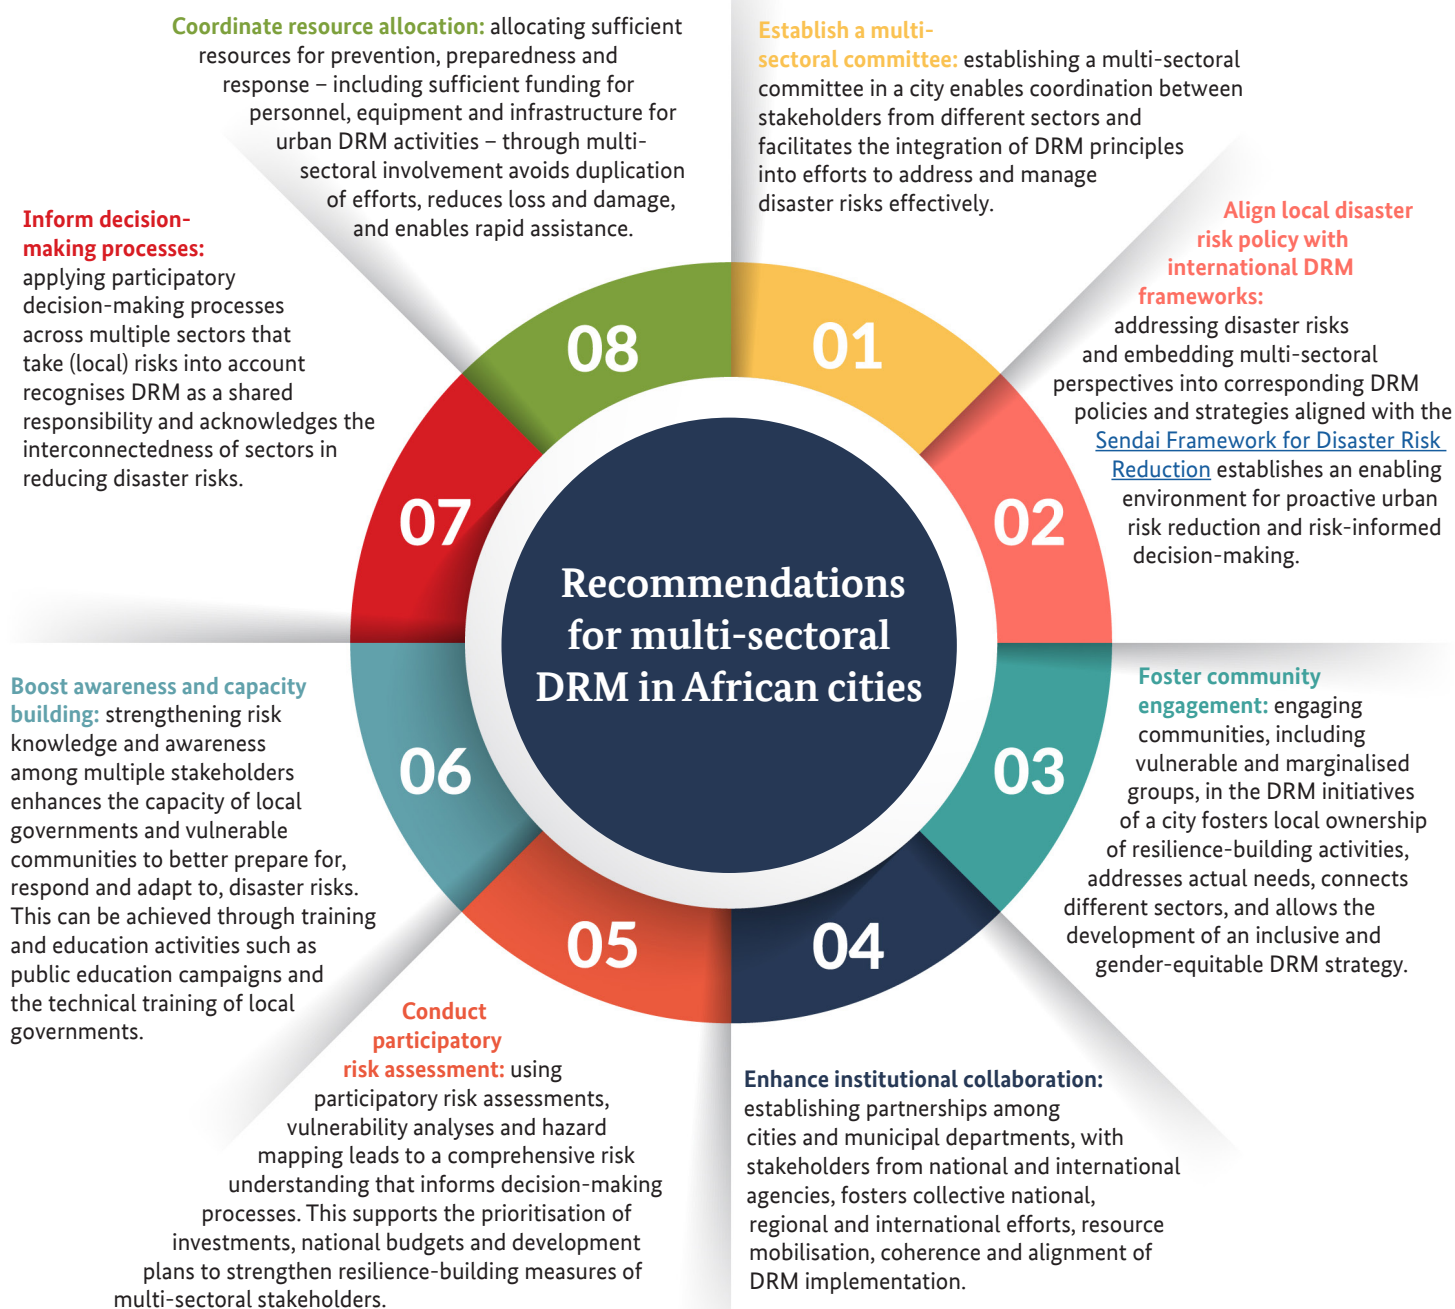 Recommendations
for multi-sectoral
DRM in African cities
01
Establish a multi-
sectoral committee: establishing a multi-sectoral
committee in a city enables coordination between
stakeholders from different sectors and
facilitates the integration of DRM principles
into efforts to address and manage
disaster risks effectively.
02
Align local disaster
risk policy with
international DRM
frameworks:
addressing disaster risks
and embedding multi-sectoral
perspectives into corresponding DRM
policies and strategies aligned with the
Sendai Framework for Disaster Risk
Reduction establishes an enabling
environment for proactive urban
risk reduction and risk-informed
decision-making.
03
Foster community
engagement: engaging
communities, including
vulnerable and marginalised
groups, in the DRM initiatives
of a city fosters local ownership
of resilience-building activities,
addresses actual needs, connects
different sectors, and allows the
development of an inclusive and
gender-equitable DRM strategy.
04
Enhance institutional collaboration:
establishing partnerships among
cities and municipal departments, with
stakeholders from national and international
agencies, fosters collective national,
regional and international efforts, resource
mobilisation, coherence and alignment of
DRM implementation.
05
Conduct
participatory
risk assessment: using
participatory risk assessments,
vulnerability analyses and hazard
mapping leads to a comprehensive risk
understanding that informs decision-making
processes. This supports the prioritisation of
investments, national budgets and development
plans to strengthen resilience-building measures of
multi-sectoral stakeholders.
06
Boost awareness and capacity
building: strengthening risk
knowledge and awareness
among multiple stakeholders
enhances the capacity of local
governments and vulnerable
communities to better prepare for,
respond and adapt to, disaster risks.
This can be achieved through training
and education activities such as
public education campaigns and
the technical training of local
governments.
07
Inform decision-
making processes:
applying participatory
decision-making processes
across multiple sectors that
take (local) risks into account
recognises DRM as a shared
responsibility and acknowledges the
interconnectedness of sectors in
reducing disaster risks.
08
Coordinate resource allocation: allocating sufficient
resources for prevention, preparedness and
response – including sufficient funding for
personnel, equipment and infrastructure for
urban DRM activities – through multi-
sectoral involvement avoids duplication
of efforts, reduces loss and damage,
and enables rapid assistance.